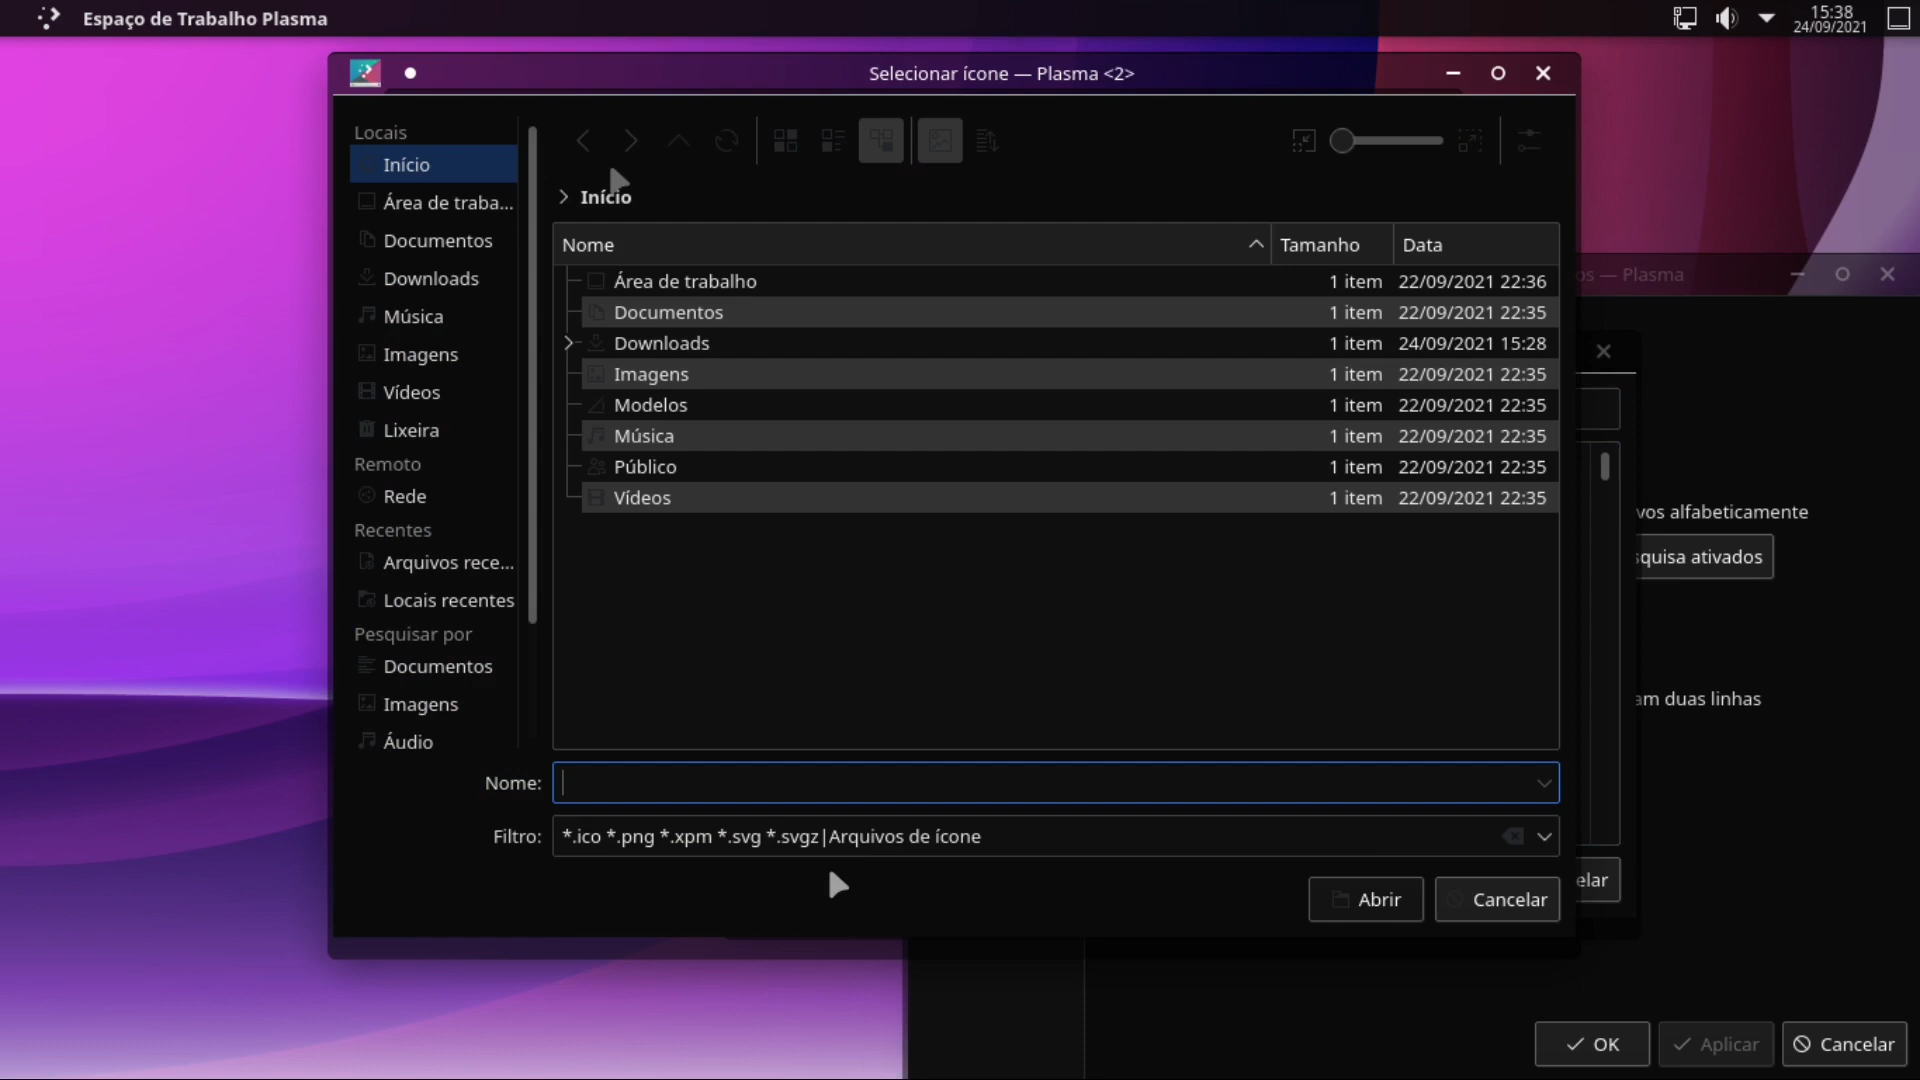 Espaço de Trabalho Plasma
15:38
24/09/2021
Selecionar ícone — Plasma <2>
Locais
Início
Área de traba...
Documentos
Downloads
Música
Imagens
Vídeos
Lixeira
Remoto
Rede
Recentes
Arquivos rece...
Locais recentes
Pesquisar por
Documentos
Imagens
Áudio
Início
Nome Tamanho Data
Área de trabalho 1 item 22/09/2021 22:36
Documentos 1 item 22/09/2021 22:35
Downloads 1 item 24/09/2021 15:28
Imagens 1 item 22/09/2021 22:35
Modelos 1 item 22/09/2021 22:35
Música 1 item 22/09/2021 22:35
Público 1 item 22/09/2021 22:35
Vídeos 1 item 22/09/2021 22:35
Nome:
Filtro: *.ico *.png *.xpm *.svg *.svgz|Arquivos de ícone
Abrir Cancelar
os — Plasma
vos alfabeticamente
squisa ativados
am duas linhas
elar
OK Aplicar Cancelar